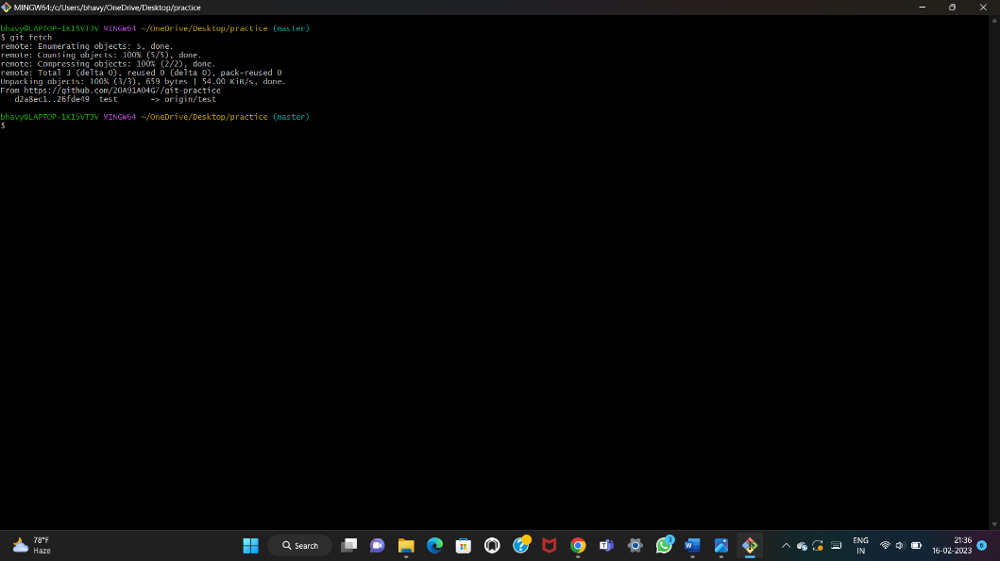 MINGW64:/c/Users/bhavy/OneDrive/Desktop/practice
bhavy@LAPTOP-1K15VTJV MINGW64 ~/OneDrive/Desktop/practice (master)
$ git fetch
remote: Enumerating objects: 5, done.
remote: Counting objects: 100% (5/5), done.
remote: Compressing objects: 100% (2/2), done.
remote: Total 3 (delta 0), reused 0 (delta 0), pack-reused 0
Unpacking objects: 100% (3/3), 659 bytes | 54.00 KiB/s, done.
From https://github.com/20A91A04G7/git-practice
   d2a8ec1..26fde49  test       -> origin/test
bhavy@LAPTOP-1K15VTJV MINGW64 ~/OneDrive/Desktop/practice (master)
$
78°F
Haze
Search
3
ENG
IN
21:36
16-02-2023
6